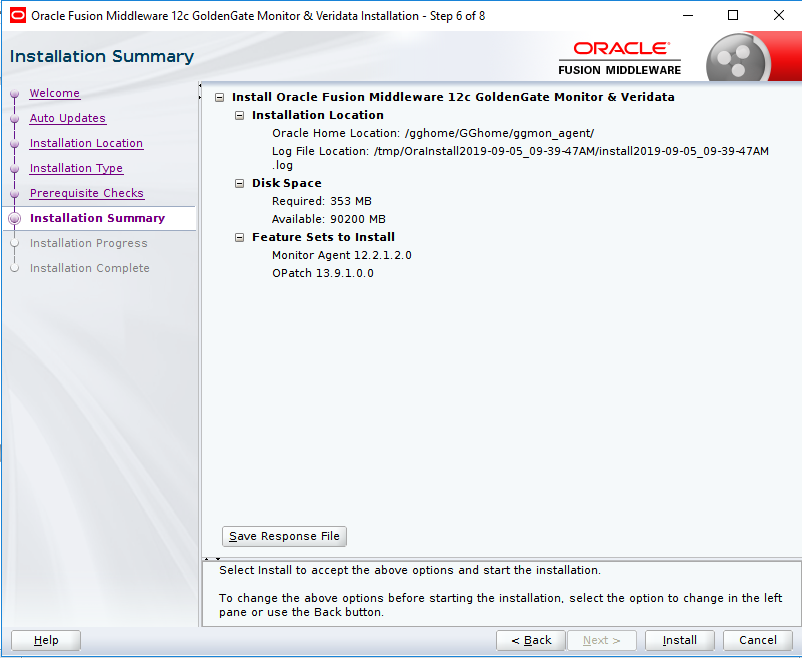 Oracle Fusion Middleware 12c GoldenGate Monitor & Veridata Installation - Step 6 of 8
Installation Summary
ORACLE
FUSION MIDDLEWARE
Welcome
Auto Updates
Installation Location
Installation Type
Prerequisite Checks
Installation Summary
Installation Progress
Installation Complete
Install Oracle Fusion Middleware 12c GoldenGate Monitor & Veridata
Installation Location
Oracle Home Location: /gghome/GGhome/ggmon_agent/
Log File Location: /tmp/OraInstall2019-09-05_09-39-47AM/install2019-09-05_09-39-47AM
.log
Disk Space
Required: 353 MB
Available: 90200 MB
Feature Sets to Install
Monitor Agent 12.2.1.2.0
OPatch 13.9.1.0.0
Save Response File
Select Install to accept the above options and start the installation.
To change the above options before starting the installation, select the option to change in the left
pane or use the Back button.
Help
< Back
Next >
Install
Cancel